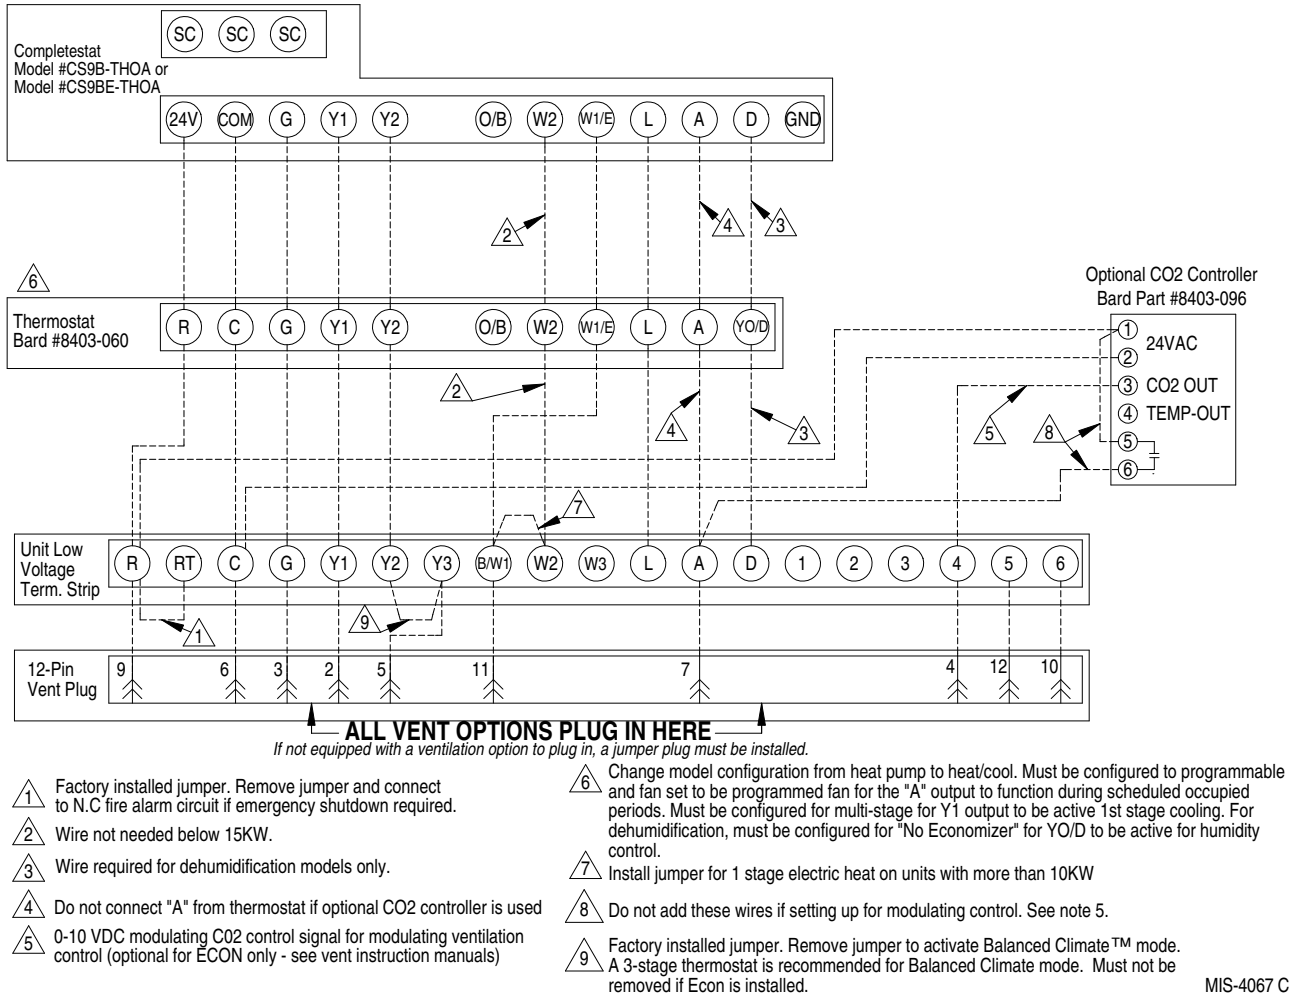 SC SC SC
Completestat
Model #CS9B-THOA or
Model #CS9BE-THOA
24V COM G Y1 Y2 O/B W2 W1/E L A D GND
2 4 3
6
Thermostat
Bard #8403-060
R C G Y1 Y2 O/B W2 W1/E L A YO/D
Optional CO2 Controller
Bard Part #8403-096
1 24VAC
2
3 CO2 OUT
4 TEMP-OUT
5
6
2 4 3 5 8
7
Unit Low
Voltage
Term. Strip
R RT C G Y1 Y2 Y3 B/W1 W2 W3 L A D 1 2 3 4 5 6
1 9
12-Pin
Vent Plug
9 6 3 2 5 11 7 4 12 10
ALL VENT OPTIONS PLUG IN HERE
If not equipped with a ventilation option to plug in, a jumper plug must be installed.
1 Factory installed jumper. Remove jumper and connect
to N.C fire alarm circuit if emergency shutdown required.
2 Wire not needed below 15KW.
3 Wire required for dehumidification models only.
4 Do not connect "A" from thermostat if optional CO2 controller is used
5 0-10 VDC modulating C02 control signal for modulating ventilation
control (optional for ECON only - see vent instruction manuals)
6 Change model configuration from heat pump to heat/cool. Must be configured to programmable
and fan set to be programmed fan for the "A" output to function during scheduled occupied
periods. Must be configured for multi-stage for Y1 output to be active 1st stage cooling. For
dehumidification, must be configured for "No Economizer" for YO/D to be active for humidity
control.
7 Install jumper for 1 stage electric heat on units with more than 10KW
8 Do not add these wires if setting up for modulating control. See note 5.
9 Factory installed jumper. Remove jumper to activate Balanced Climate™ mode.
A 3-stage thermostat is recommended for Balanced Climate mode. Must not be
removed if Econ is installed.
MIS-4067 C